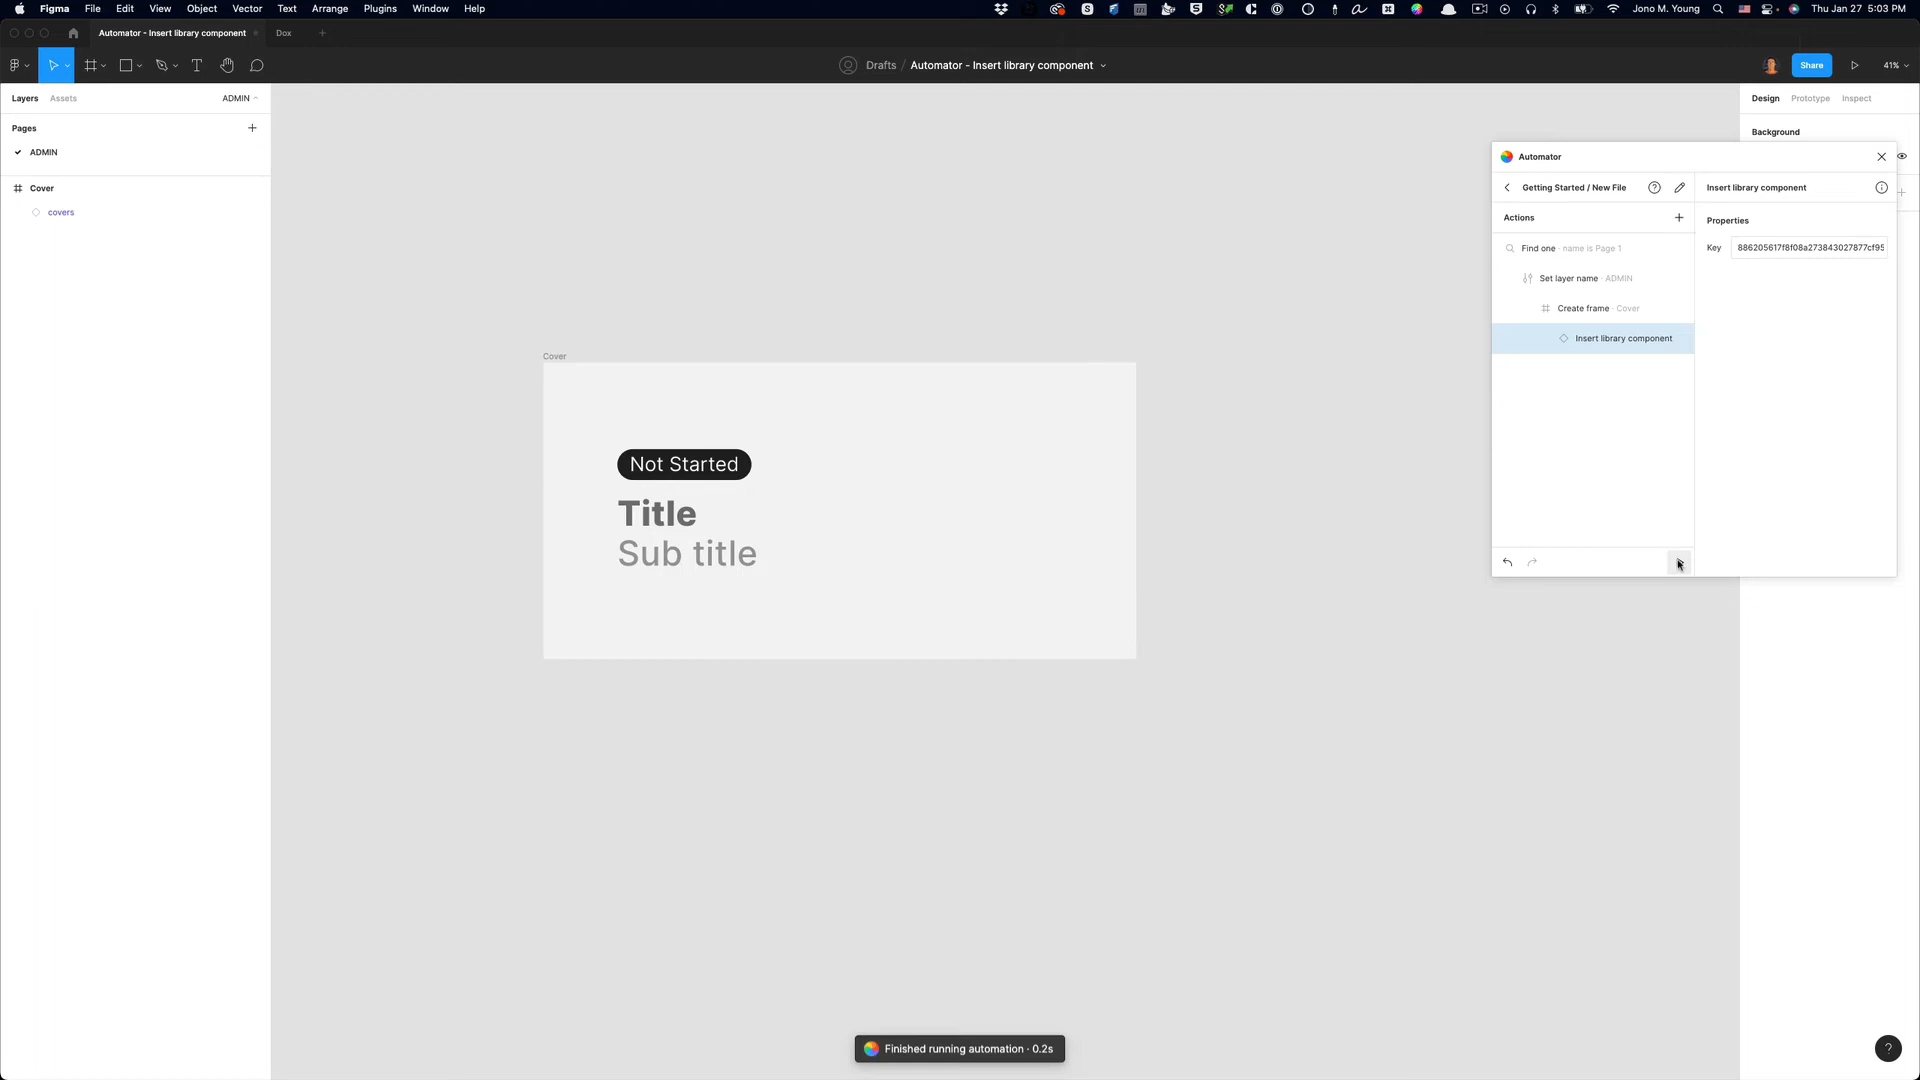 Figma File Edit View Object Vector Text Arrange Plugins Window Help Jono M. Young Thu Jan 27 5:03 PM
Automator - Insert library component Dox
Drafts / Automator - Insert library component Share 41%
Layers Assets ADMIN Design Prototype Inspect
Pages
ADMIN
Cover
covers
Background
Automator
Getting Started / New File
Insert library component
Actions
Properties
Find one · name is Page 1
Key 886205617f8f08a273843027877cf95
Set layer name · ADMIN
Create frame · Cover
Insert library component
Cover
Not Started
Title
Sub title
Finished running automation · 0.2s
?